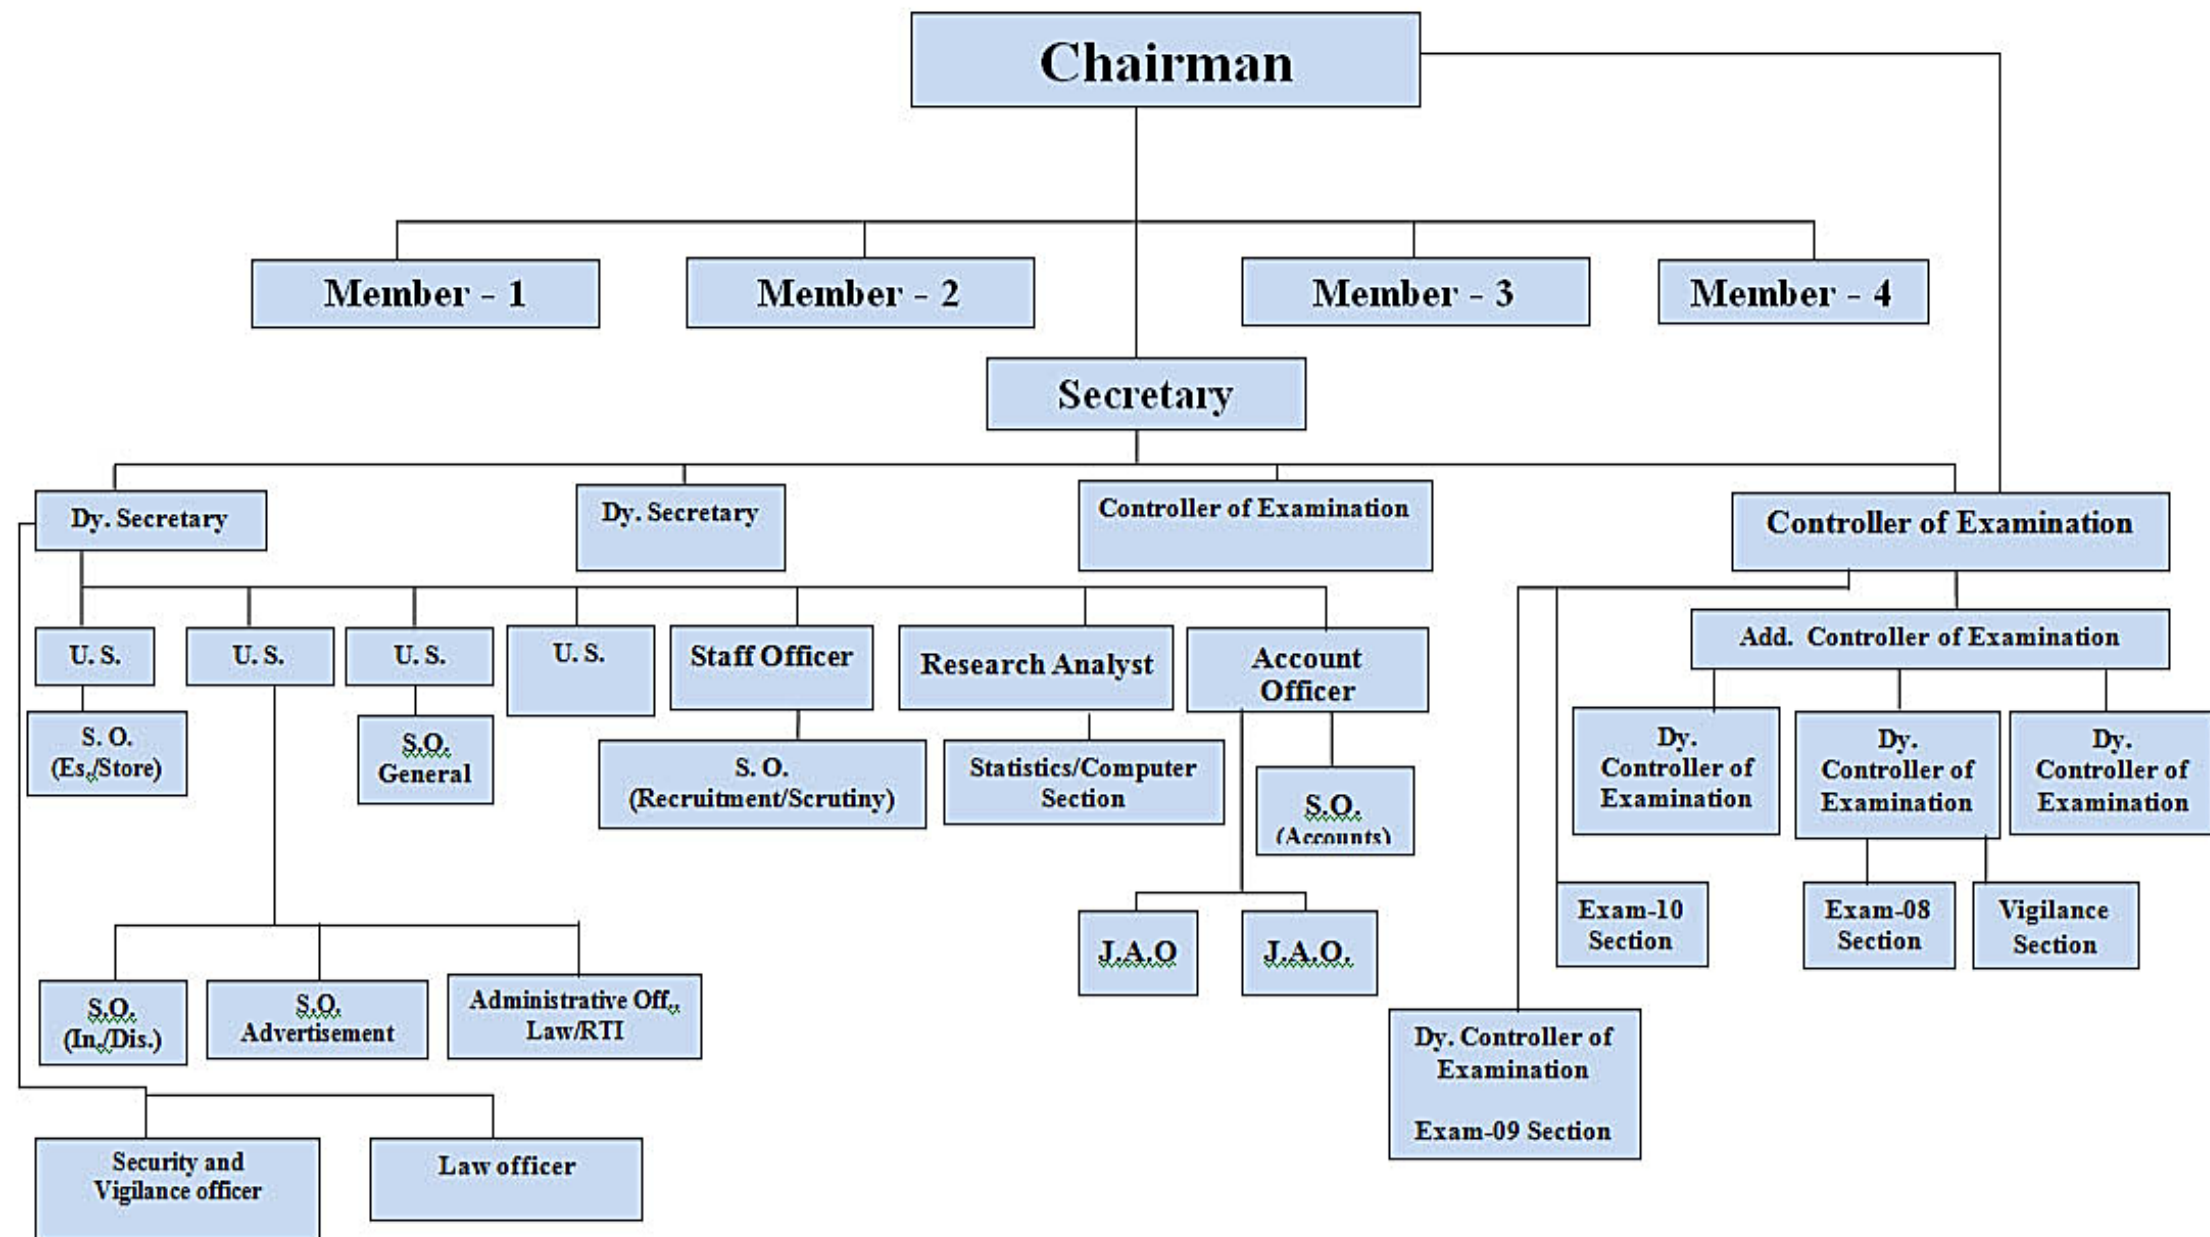 Chairman
Member - 1
Member - 2
Member - 3
Member - 4
Secretary
Dy. Secretary
Dy. Secretary
Controller of Examination
Controller of Examination
U. S.
U. S.
U. S.
U. S.
Staff Officer
Research Analyst
Account
Officer
Add. Controller of Examination
S. O.
(Es./Store)
S.O.
General
S. O.
(Recruitment/Scrutiny)
Statistics/Computer
Section
S.O.
(Accounts)
Dy.
Controller of
Examination
Dy.
Controller of
Examination
Dy.
Controller of
Examination
J.A.O
J.A.O.
Exam-10
Section
Exam-08
Section
Vigilance
Section
S.O.
(In./Dis.)
S.O.
Advertisement
Administrative Off.,
Law/RTI
Dy. Controller of
Examination
Exam-09 Section
Security and
Vigilance officer
Law officer